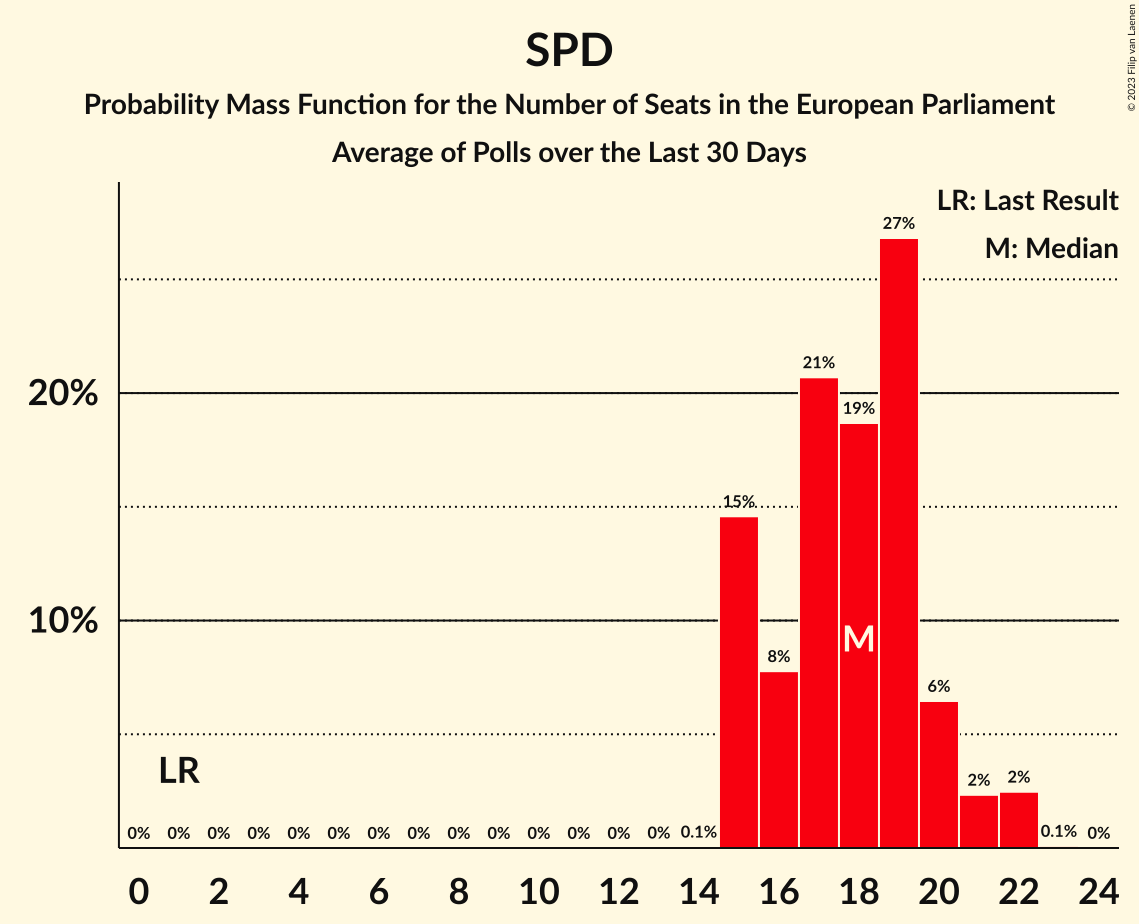 SPD
Probability Mass Function for the Number of Seats in the European Parliament
Average of Polls over the Last 30 Days
© 2023 Filip van Laenen
LR: Last Result
M: Median
27%
21%
20%
19%
15%
10%
M
8%
6%
LR
2%
2%
0% 0% 0% 0% 0% 0% 0% 0% 0% 0% 0% 0% 0% 0% 0.1% 0.1% 0%
0 2 4 6 8 10 12 14 16 18 20 22 24